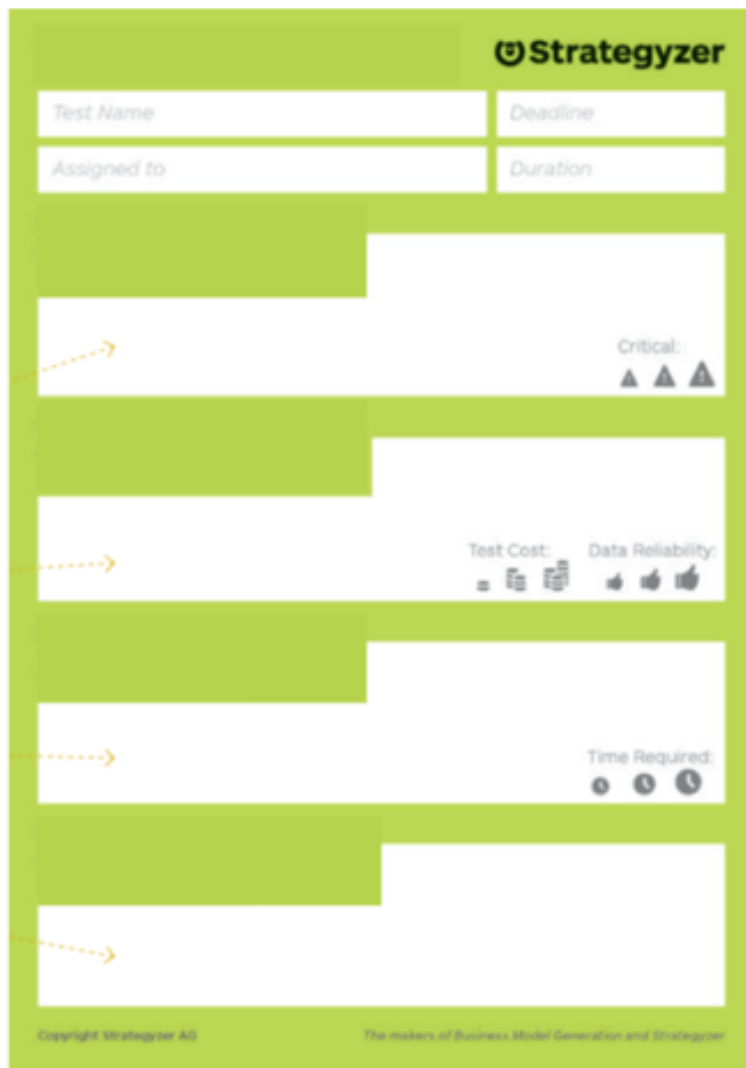 Strategyzer
Test Name
Deadline
Assigned to
Duration
Critical:
Test Cost:
Data Reliability:
Time Required:
Copyright Strategyzer AG
The makers of Business Model Generation and Strategyzer